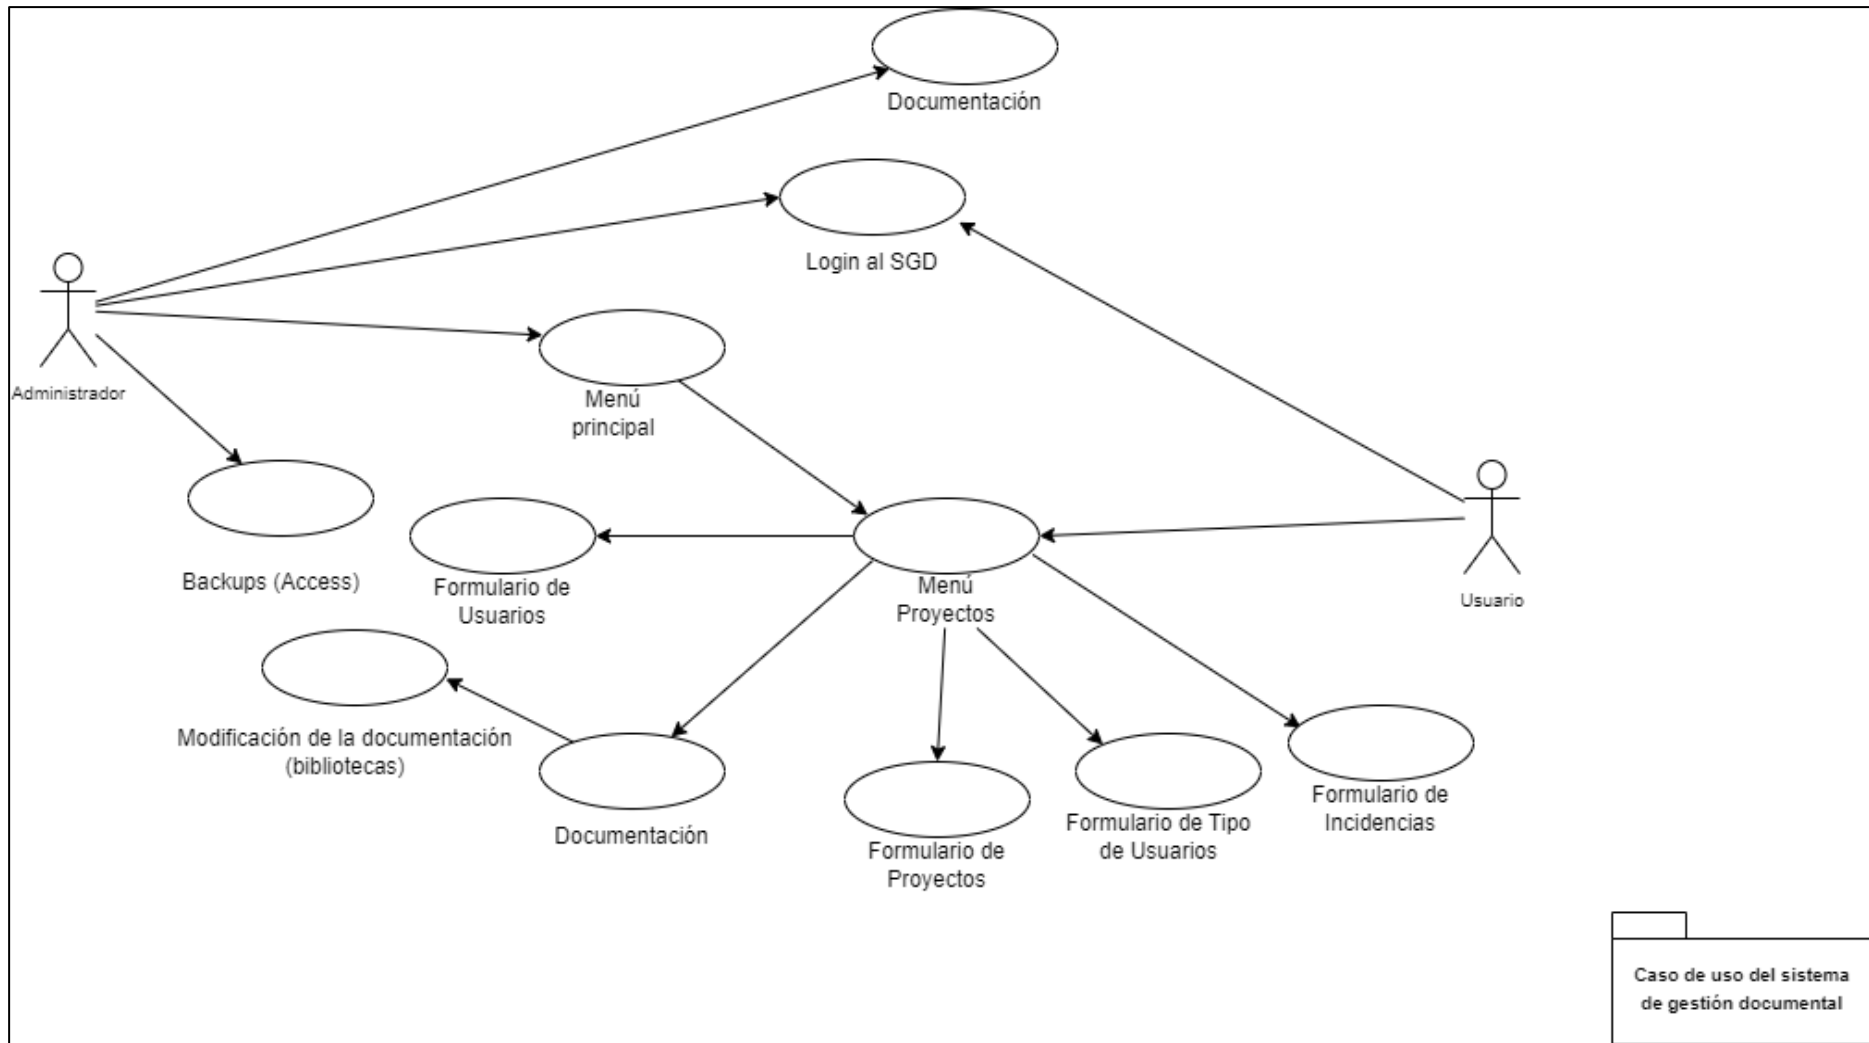 Documentación
Login al SGD
Administrador
Menú
principal
Backups (Access)
Formulario de
Usuarios
Menú
Proyectos
Usuario
Modificación de la documentación
(bibliotecas)
Documentación
Formulario de
Proyectos
Formulario de Tipo
de Usuarios
Formulario de
Incidencias
Caso de uso del sistema
de gestión documental